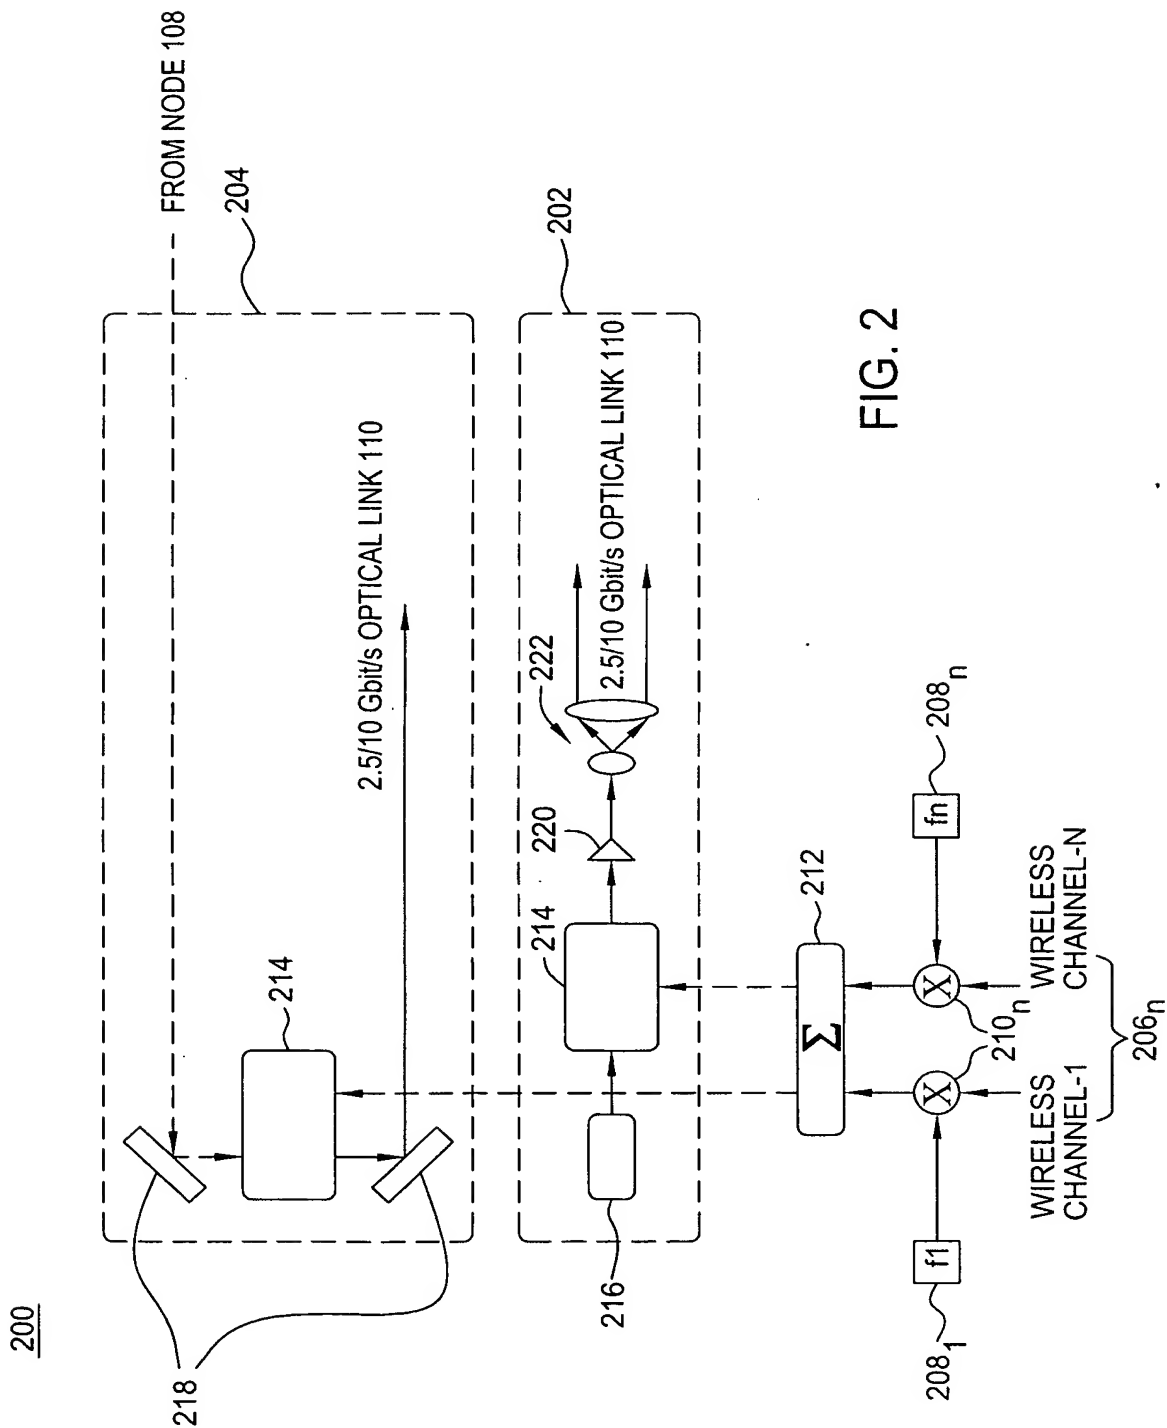 200
FROM NODE 108
204
218
214
2.5/10 Gbit/s OPTICAL LINK 110
202
216
214
220
222
2.5/10 Gbit/s OPTICAL LINK 110
212
Σ
f1
208₁
X
X
210ₙ
fn
208ₙ
WIRELESS
CHANNEL-1
WIRELESS
CHANNEL-N
206ₙ
FIG. 2